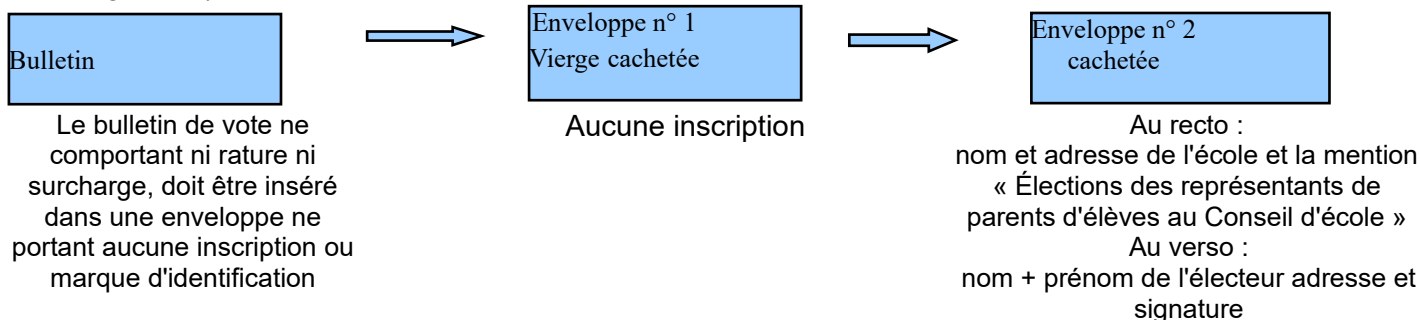 Bulletin
Enveloppe n° 1
Vierge cachetée
Enveloppe n° 2
cachetée
Le bulletin de vote ne
comportant ni rature ni
surcharge, doit être inséré
dans une enveloppe ne
portant aucune inscription ou
marque d'identification
Aucune inscription
Au recto :
nom et adresse de l'école et la mention
« Élections des représentants de
parents d'élèves au Conseil d'école »
Au verso :
nom + prénom de l'électeur adresse et
signature